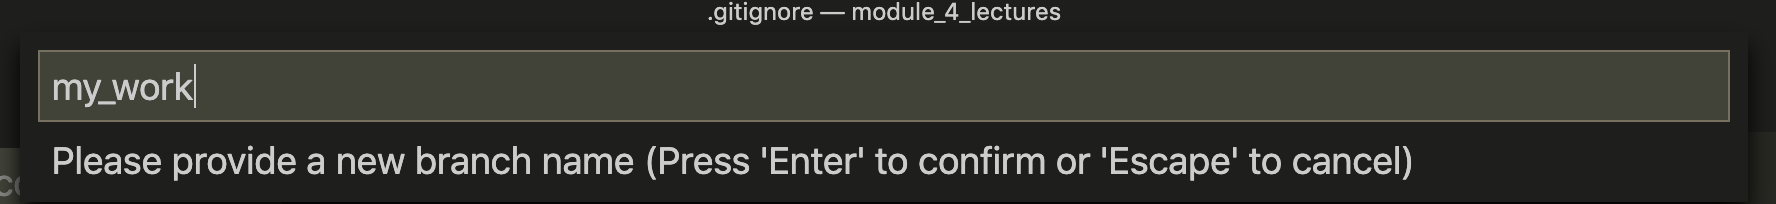 .gitignore — module_4_lectures
my_work
Please provide a new branch name (Press 'Enter' to confirm or 'Escape' to cancel)